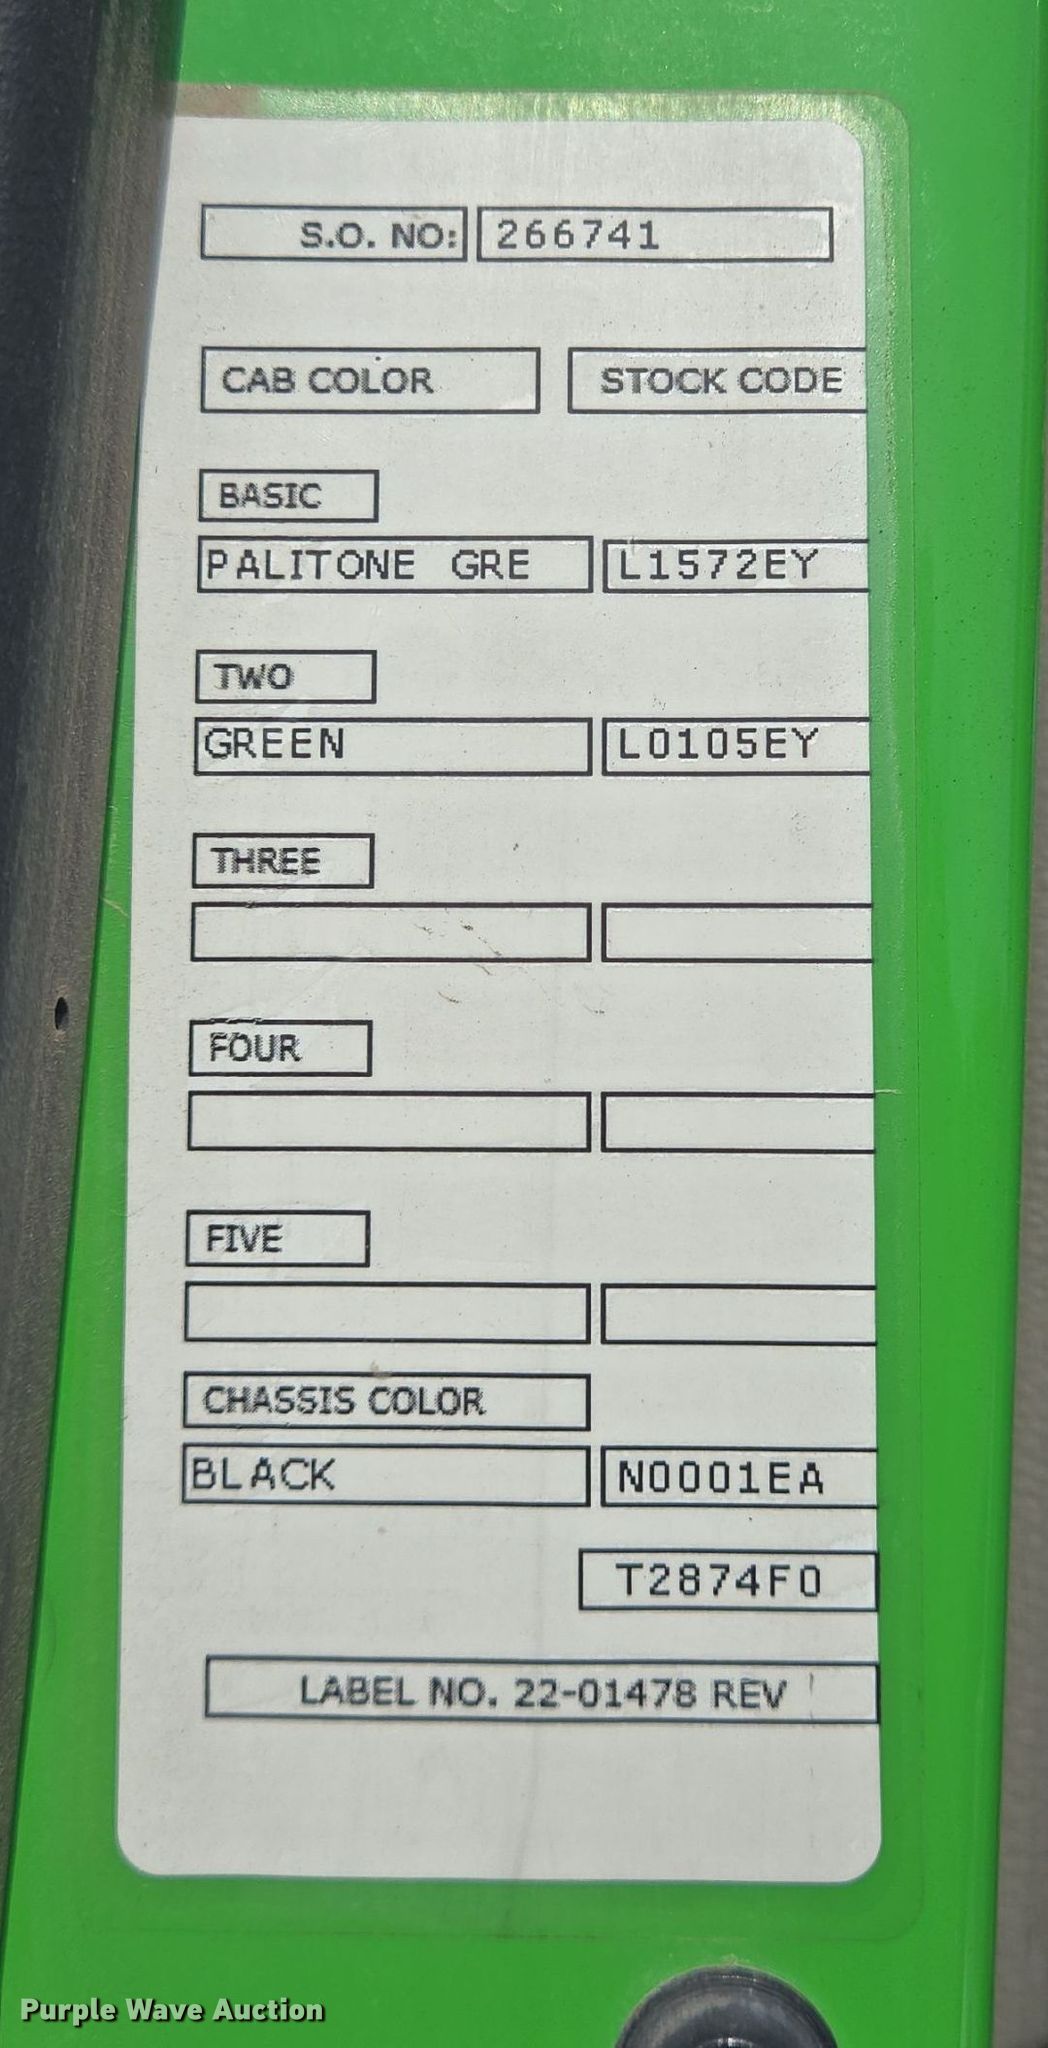 S.O. NO: 266741
CAB COLOR STOCK CODE
BASIC
PALITONE GRE L1572EY
TWO
GREEN L0105EY
THREE
FOUR
FIVE
CHASSIS COLOR
BLACK N0001EA
T2874F0
LABEL NO. 22-01478 REV
Purple Wave Auction